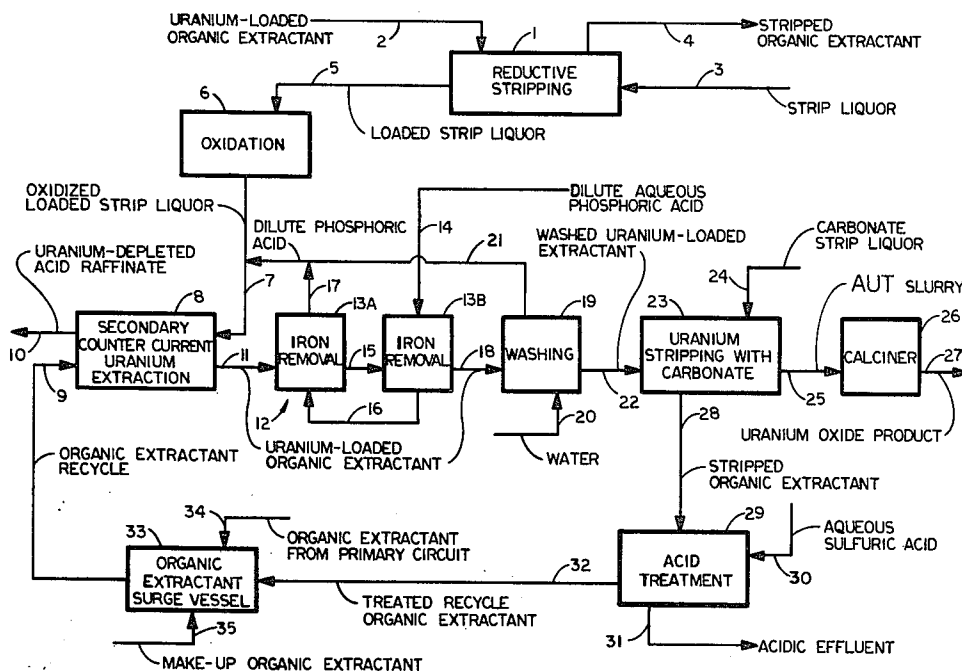 URANIUM-LOADED
ORGANIC EXTRACTANT
2
1
4
STRIPPED
ORGANIC EXTRACTANT
REDUCTIVE
STRIPPING
5
3
STRIP LIQUOR
LOADED STRIP LIQUOR
6
OXIDATION
OXIDIZED
LOADED STRIP LIQUOR
DILUTE PHOSPHORIC
ACID
DILUTE AQUEOUS
PHOSPHORIC ACID
14
21
WASHED URANIUM-LOADED
EXTRACTANT
CARBONATE
STRIP LIQUOR
24
URANIUM-DEPLETED
ACID RAFFINATE
7
8
17
13A
13B
19
23
AUT SLURRY
26
SECONDARY
COUNTER CURRENT
URANIUM
EXTRACTION
10
9
11
IRON
REMOVAL
15
IRON
REMOVAL
18
WASHING
22
URANIUM
STRIPPING WITH
CARBONATE
25
CALCINER
27
12
16
20
28
URANIUM-LOADED
ORGANIC EXTRACTANT
WATER
URANIUM OXIDE PRODUCT
ORGANIC EXTRACTANT
RECYCLE
STRIPPED
ORGANIC EXTRACTANT
34
ORGANIC EXTRACTANT
FROM PRIMARY CIRCUIT
33
29
AQUEOUS
SULFURIC ACID
30
ORGANIC
EXTRACTANT
SURGE VESSEL
32
ACID
TREATMENT
TREATED RECYCLE
ORGANIC EXTRACTANT
35
31
MAKE-UP ORGANIC EXTRACTANT
ACIDIC EFFLUENT